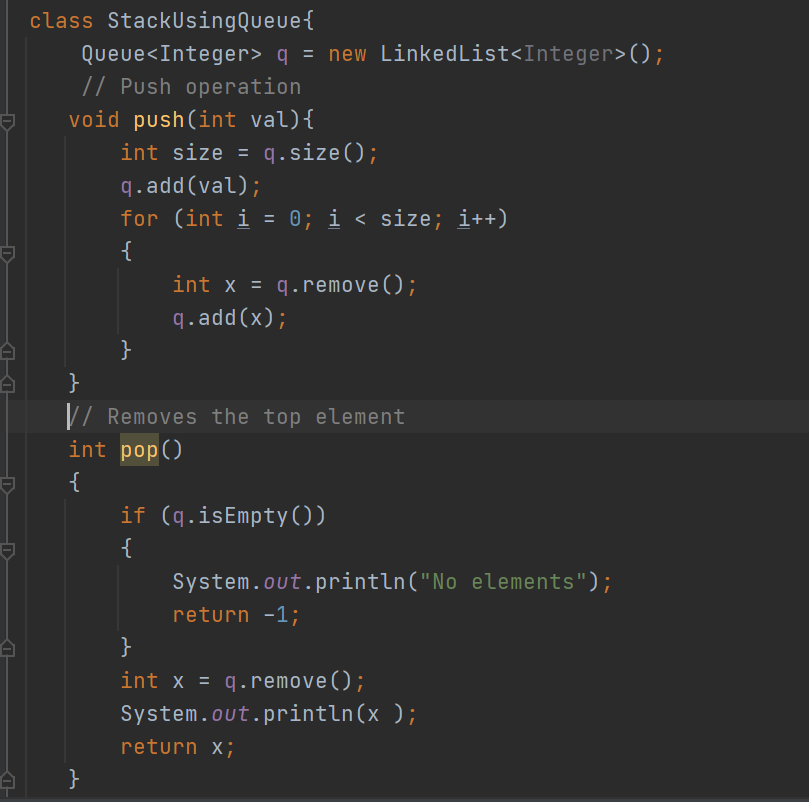 class StackUsingQueue{
Queue<Integer> q = new LinkedList<Integer>();
// Push operation
void push(int val){
int size = q.size();
q.add(val);
for (int i = 0; i < size; i++)
{
int x = q.remove();
q.add(x);
}
}
// Removes the top element
int pop()
{
if (q.isEmpty())
{
System.out.println("No elements");
return -1;
}
int x = q.remove();
System.out.println(x );
return x;
}